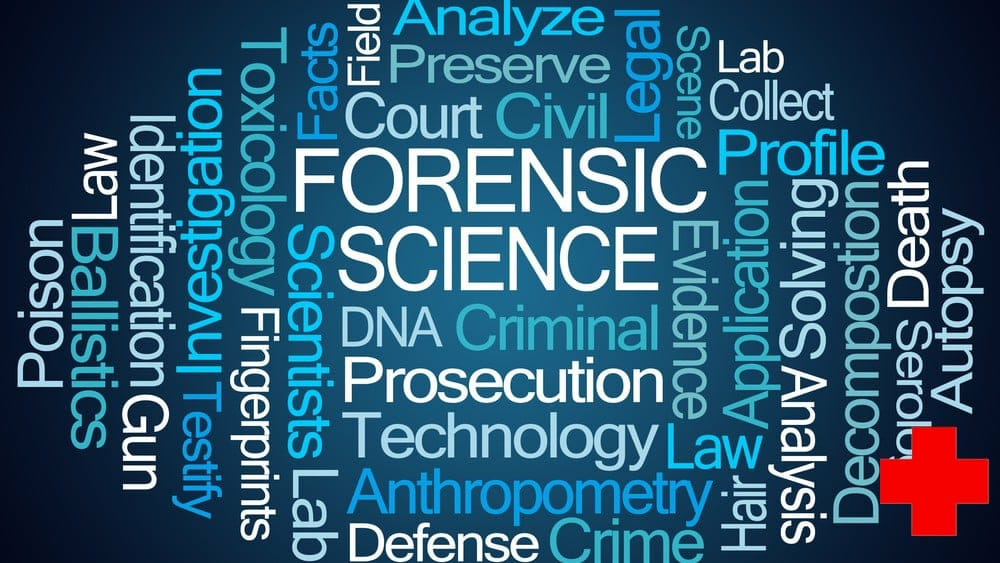 Analyze
Field
Preserve
Facts
Legal
Scene
Lab
Collect
Court
Civil
Toxicology
Profile
FORENSIC
SCIENCE
Investigation
Identification
Law
Poison
Ballistics
Gun
Testify
Fingerprints
Scientists
Lab
DNA
Criminal
Evidence
Application
Solving
Decompostion
Death
Autopsy
Prosecution
Technology
Law
Analysis
Anthropometry
Hair
Defense
Crime